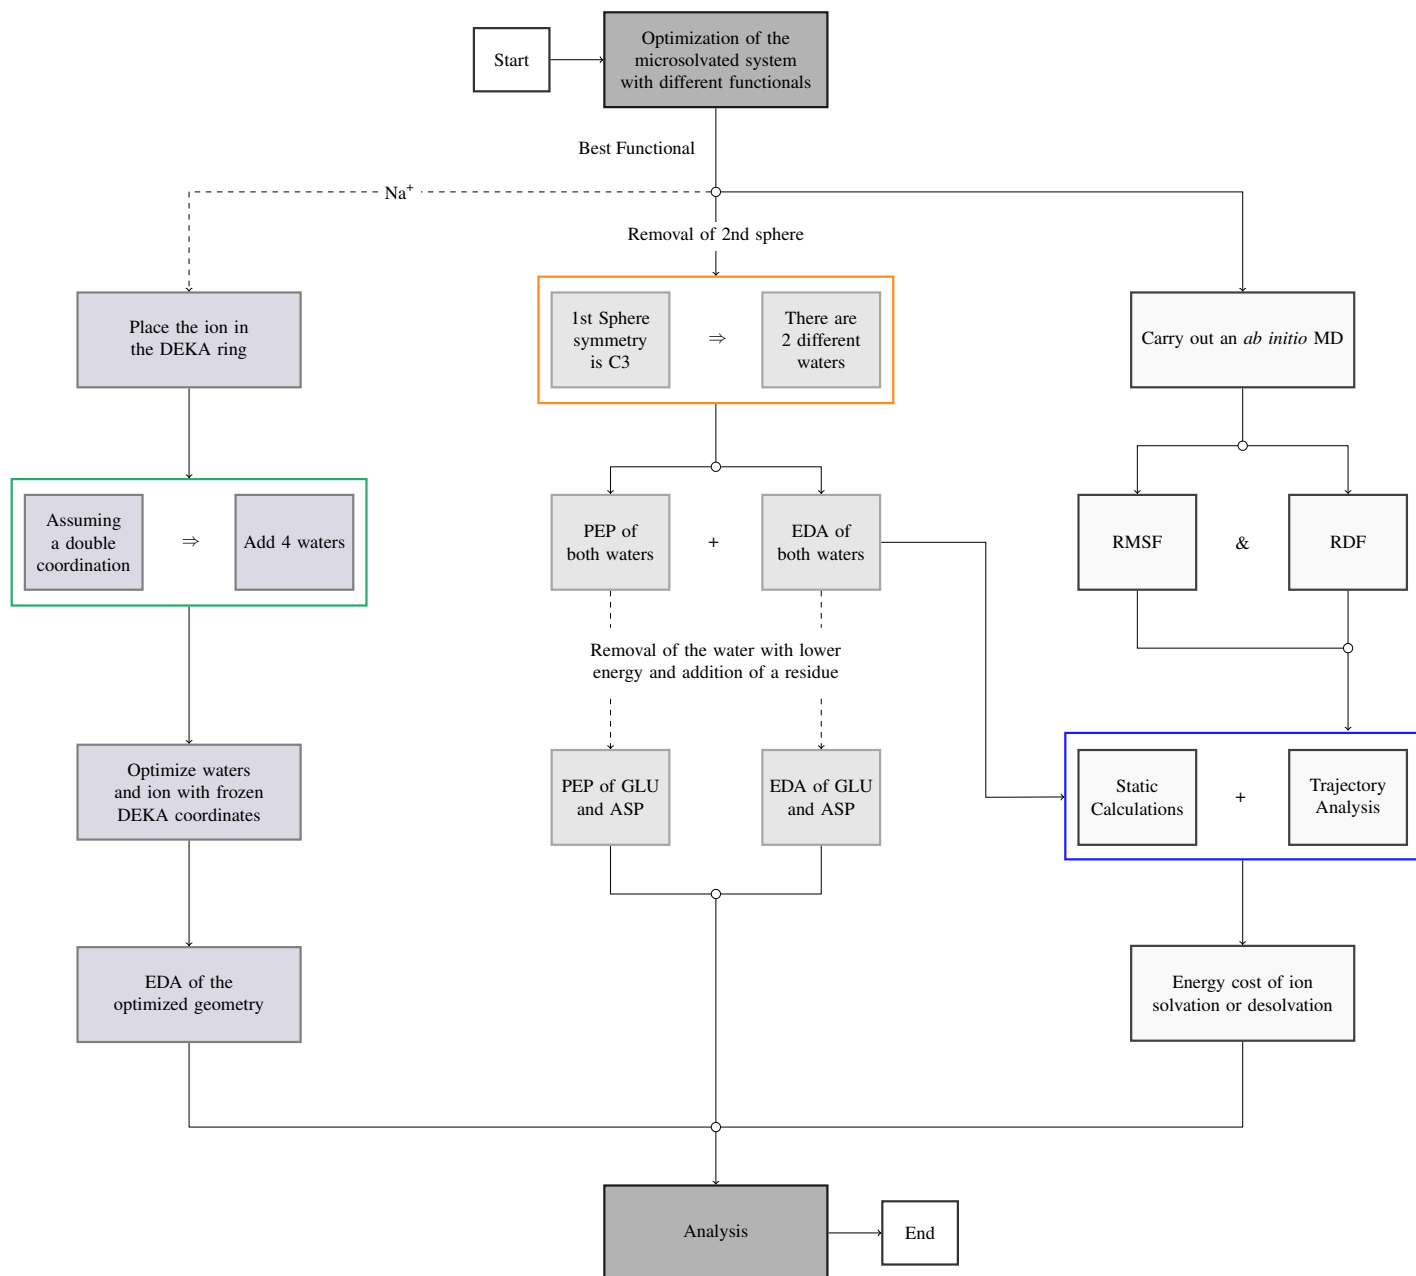 Start
Optimization of the
microsolvated system
with different functionals
Best Functional
Na⁺
Removal of 2nd sphere
Place the ion in
the DEKA ring
1st Sphere
symmetry
is C3
⇒
There are
2 different
waters
Carry out an ab initio MD
Assuming
a double
coordination
⇒
Add 4 waters
PEP of
both waters
+
EDA of
both waters
RMSF
&
RDF
Removal of the water with lower
energy and addition of a residue
Optimize waters
and ion with frozen
DEKA coordinates
PEP of GLU
and ASP
EDA of GLU
and ASP
Static
Calculations
+
Trajectory
Analysis
EDA of the
optimized geometry
Energy cost of ion
solvation or desolvation
Analysis
End